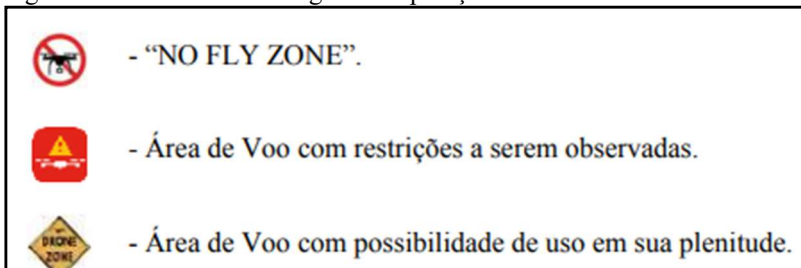 - “NO FLY ZONE”.
- Área de Voo com restrições a serem observadas.
DRONE
ZONE
- Área de Voo com possibilidade de uso em sua plenitude.